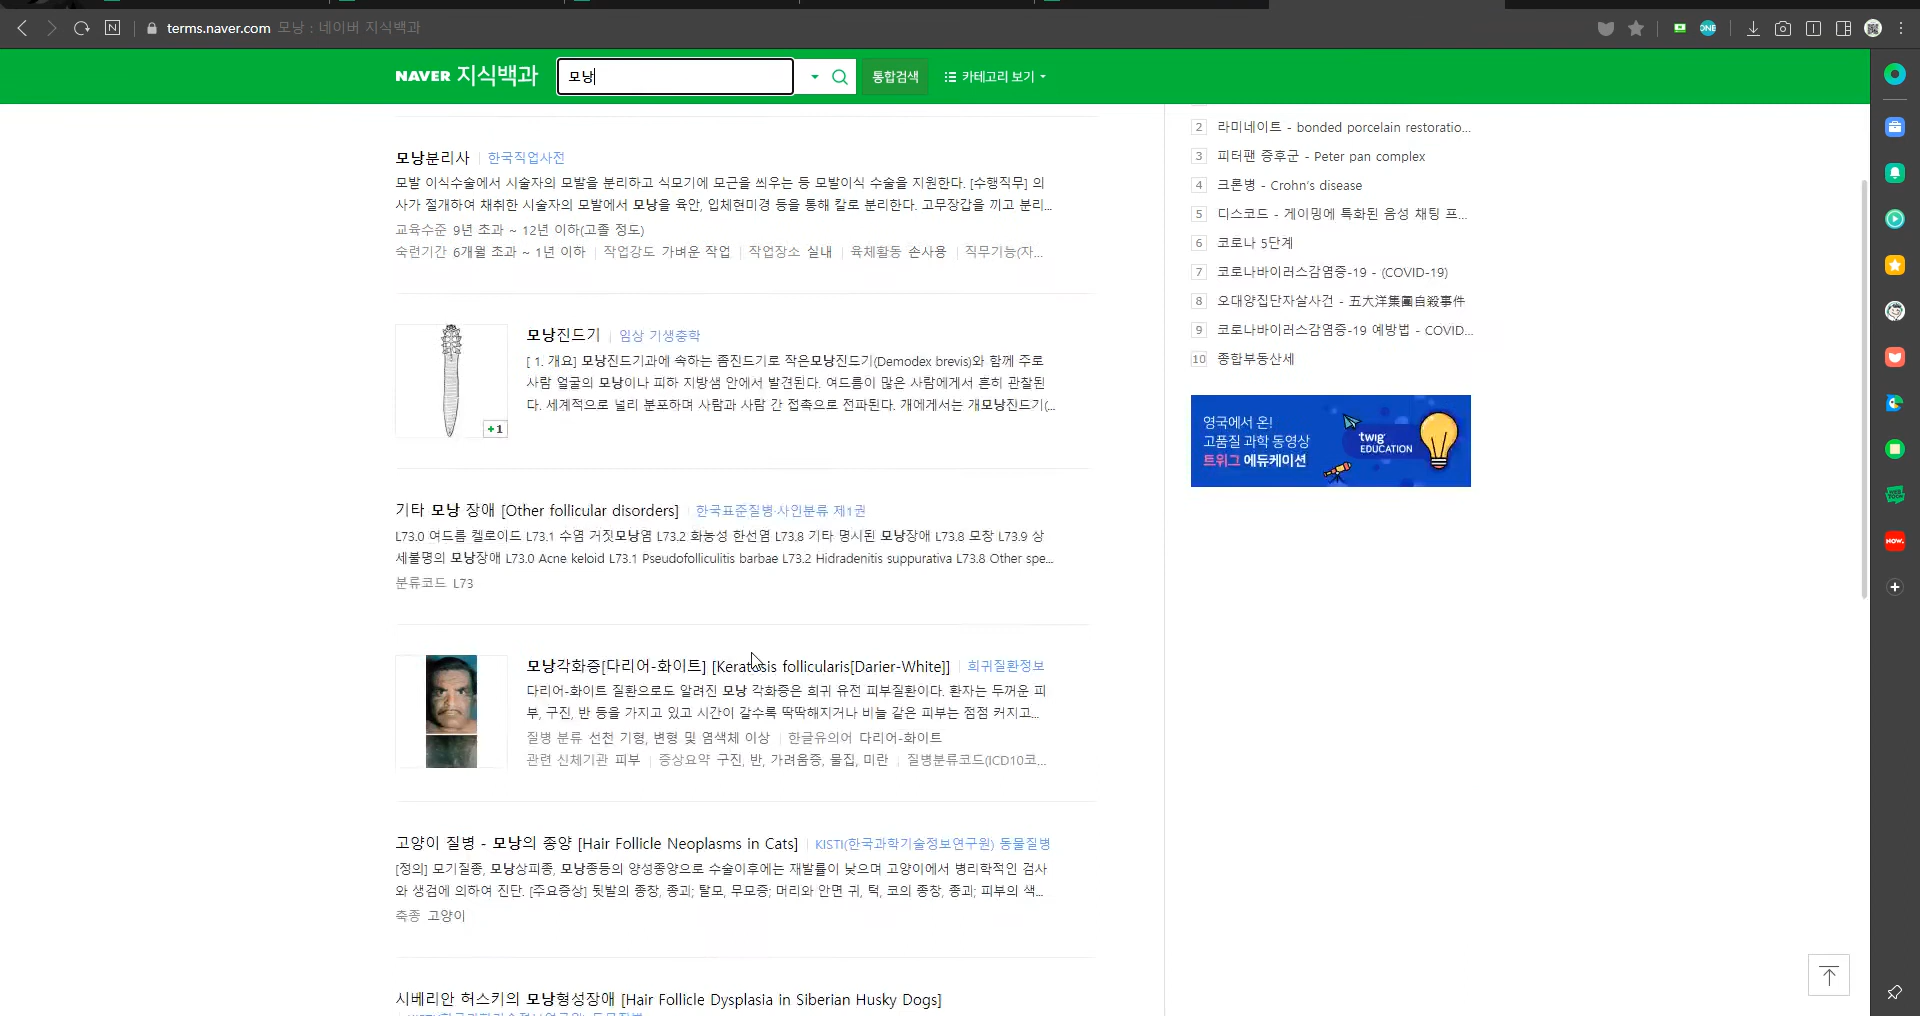 terms.naver.com 모낭 : 네이버 지식백과
NAVER 지식백과
모낭
통합검색
카테고리 보기
모낭분리사 한국직업사전
모발 이식수술에서 시술자의 모발을 분리하고 식모기에 모근을 씌우는 등 모발이식 수술을 지원한다. [수행직무] 의
사가 절개하여 채취한 시술자의 모발에서 모낭을 육안, 입체현미경 등을 통해 칼로 분리한다. 고무장갑을 끼고 분리...
교육수준 9년 초과 ~ 12년 이하(고졸 정도)
숙련기간 6개월 초과 ~ 1년 이하 | 작업강도 가벼운 작업 | 작업장소 실내 | 육체활동 손사용 | 직무기능(자...
모낭진드기 임상 기생충학
[ 1. 개요] 모낭진드기과에 속하는 좀진드기로 작은모낭진드기(Demodex brevis)와 함께 주로
사람 얼굴의 모낭이나 피하 지방샘 안에서 발견된다. 여드름이 많은 사람에게서 흔히 관찰된
다. 세계적으로 널리 분포하며 사람과 사람 간 접촉으로 전파된다. 개에게서는 개모낭진드기(...
+1
기타 모낭 장애 [Other follicular disorders] 한국표준질병·사인분류 제1권
L73.0 여드름 켈로이드 L73.1 수염 거짓모낭염 L73.2 화농성 한선염 L73.8 기타 명시된 모낭장애 L73.8 모창 L73.9 상
세불명의 모낭장애 L73.0 Acne keloid L73.1 Pseudofolliculitis barbae L73.2 Hidradenitis suppurativa L73.8 Other spe...
분류코드 L73
모낭각화증[다리어-화이트] [Keratosis follicularis[Darier-White]] 희귀질환정보
다리어-화이트 질환으로도 알려진 모낭 각화증은 희귀 유전 피부질환이다. 환자는 두꺼운 피
부, 구진, 반 등을 가지고 있고 시간이 갈수록 딱딱해지거나 비늘 같은 피부는 점점 커지고...
질병 분류 선천 기형, 변형 및 염색체 이상 | 한글유의어 다리어-화이트
관련 신체기관 피부 | 증상요약 구진, 반, 가려움증, 물집, 미란 | 질병분류코드(ICD10코...
고양이 질병 - 모낭의 종양 [Hair Follicle Neoplasms in Cats] KISTI(한국과학기술정보연구원) 동물질병
[정의] 모기질종, 모낭상피종, 모낭종등의 양성종양으로 수술이후에는 재발률이 낮으며 고양이에서 병리학적인 검사
와 생검에 의하여 진단. [주요증상] 뒷발의 종창, 종괴; 탈모, 무모증; 머리와 안면 귀, 턱, 코의 종창, 종괴; 피부의 색...
축종 고양이
시베리안 허스키의 모낭형성장애 [Hair Follicle Dysplasia in Siberian Husky Dogs]
2 라미네이트 - bonded porcelain restoratio...
3 피터팬 증후군 - Peter pan complex
4 크론병 - Crohn's disease
5 디스코드 - 게이밍에 특화된 음성 채팅 프...
6 코로나 5단계
7 코로나바이러스감염증-19 - (COVID-19)
8 오대양집단자살사건 - 五大洋集團自殺事件
9 코로나바이러스감염증-19 예방법 - COVID...
10 종합부동산세
영국에서 온!
고품질 과학 동영상
트위그 에듀케이션
twig
EDUCATION